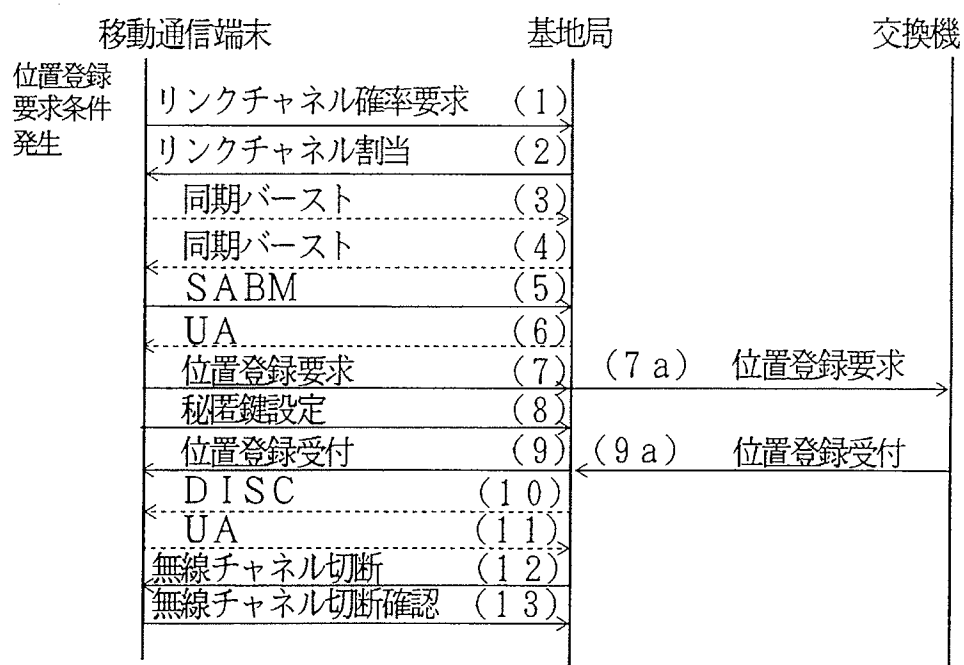 移動通信端末 基地局 交換機
位置登録
要求条件
発生
リンクチャネル確率要求 (1)
リンクチャネル割当 (2)
同期バースト (3)
同期バースト (4)
SABM (5)
UA (6)
位置登録要求 (7) (7a) 位置登録要求
秘匿鍵設定 (8)
位置登録受付 (9) (9a) 位置登録受付
DISC (10)
UA (11)
無線チャネル切断 (12)
無線チャネル切断確認 (13)